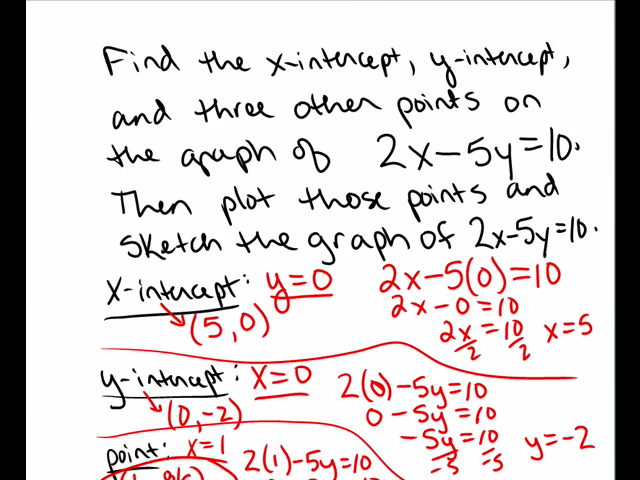 Find the x-intercept, y-intercept,
and three other points on
the graph of 2x-5y=10.
Then plot those points and
sketch the graph of 2x-5y=10.
x-intercept: y=0 2x-5(0)=10
(5,0) 2x-0=10
2x/2=10/2 x=5
y-intercept: x=0 2(0)-5y=10
(0,-2) 0-5y=10
-5y/-5=10/-5 y=-2
point: x=1 2(1)-5y=10